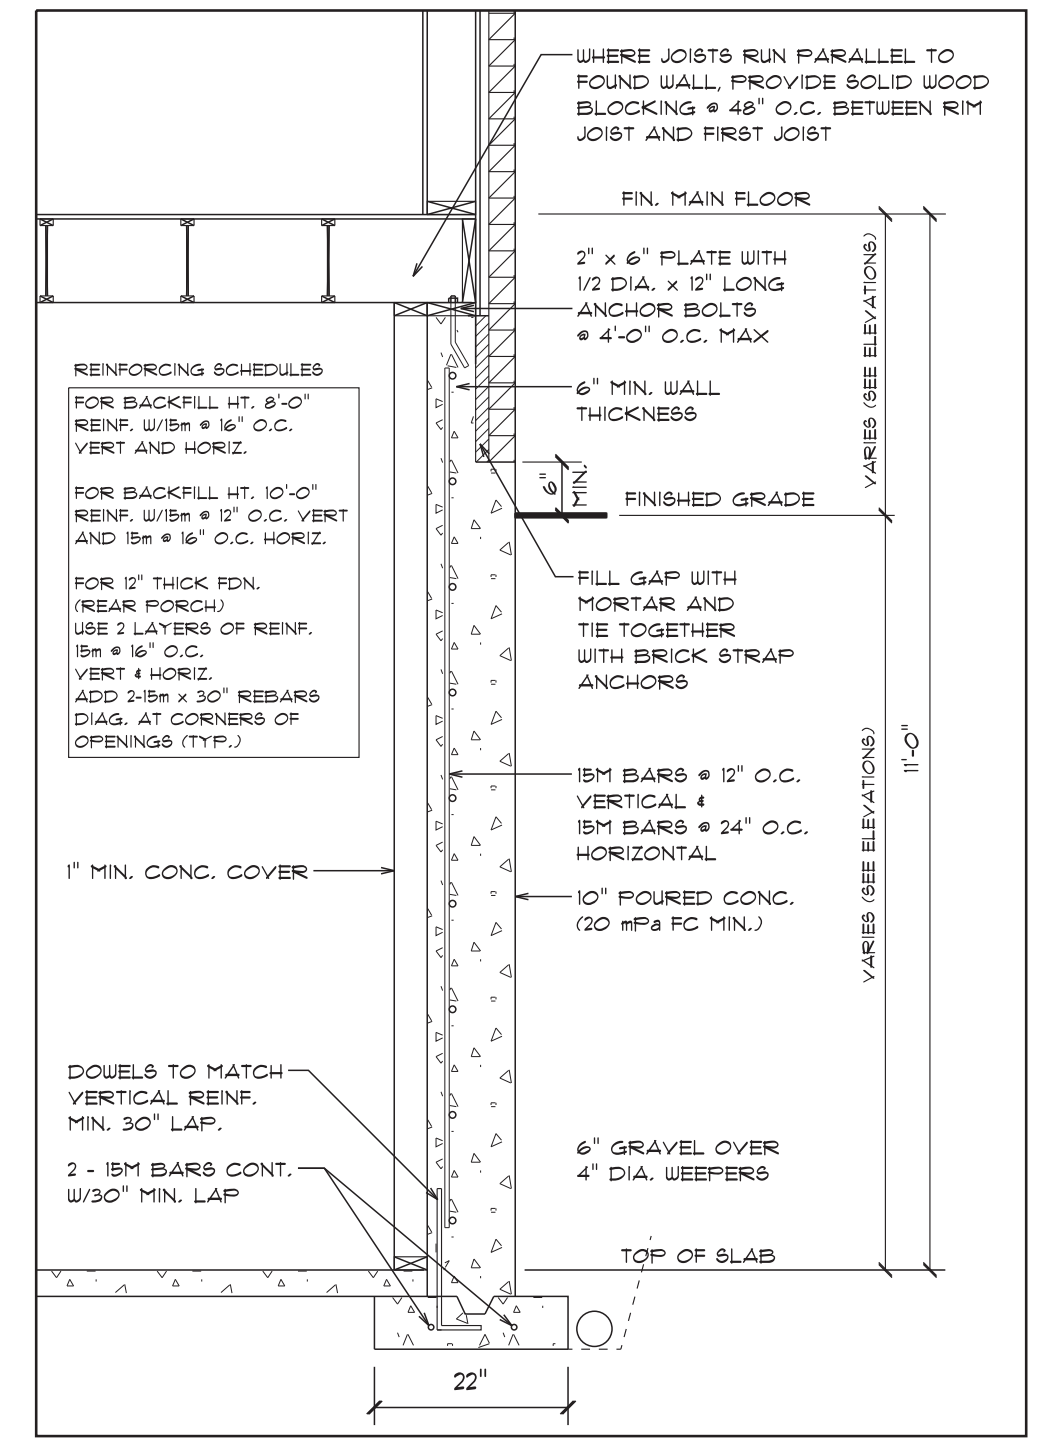 WHERE JOISTS RUN PARALLEL TO
FOUND WALL, PROVIDE SOLID WOOD
BLOCKING @ 48" O.C. BETWEEN RIM
JOIST AND FIRST JOIST
FIN. MAIN FLOOR
2" x 6" PLATE WITH
1/2 DIA. x 12" LONG
ANCHOR BOLTS
@ 4'-0" O.C. MAX
VARIES (SEE ELEVATIONS)
REINFORCING SCHEDULES
FOR BACKFILL HT. 8'-0"
REINF. W/15m @ 16" O.C.
VERT AND HORIZ.
FOR BACKFILL HT. 10'-0"
REINF. W/15m @ 12" O.C. VERT
AND 15m @ 16" O.C. HORIZ.
FOR 12" THICK FDN.
(REAR PORCH)
USE 2 LAYERS OF REINF.
15m @ 16" O.C.
VERT & HORIZ.
ADD 2-15m x 30" REBARS
DIAG. AT CORNERS OF
OPENINGS (TYP.)
6" MIN. WALL
THICKNESS
6"
MIN.
FINISHED GRADE
FILL GAP WITH
MORTAR AND
TIE TOGETHER
WITH BRICK STRAP
ANCHORS
15M BARS @ 12" O.C.
VERTICAL &
15M BARS @ 24" O.C.
HORIZONTAL
11'-0"
VARIES (SEE ELEVATIONS)
1" MIN. CONC. COVER
10" POURED CONC.
(20 mPa FC MIN.)
DOWELS TO MATCH
VERTICAL REINF.
MIN. 30" LAP.
2 - 15M BARS CONT.
W/30" MIN. LAP
6" GRAVEL OVER
4" DIA. WEEPERS
TOP OF SLAB
22"